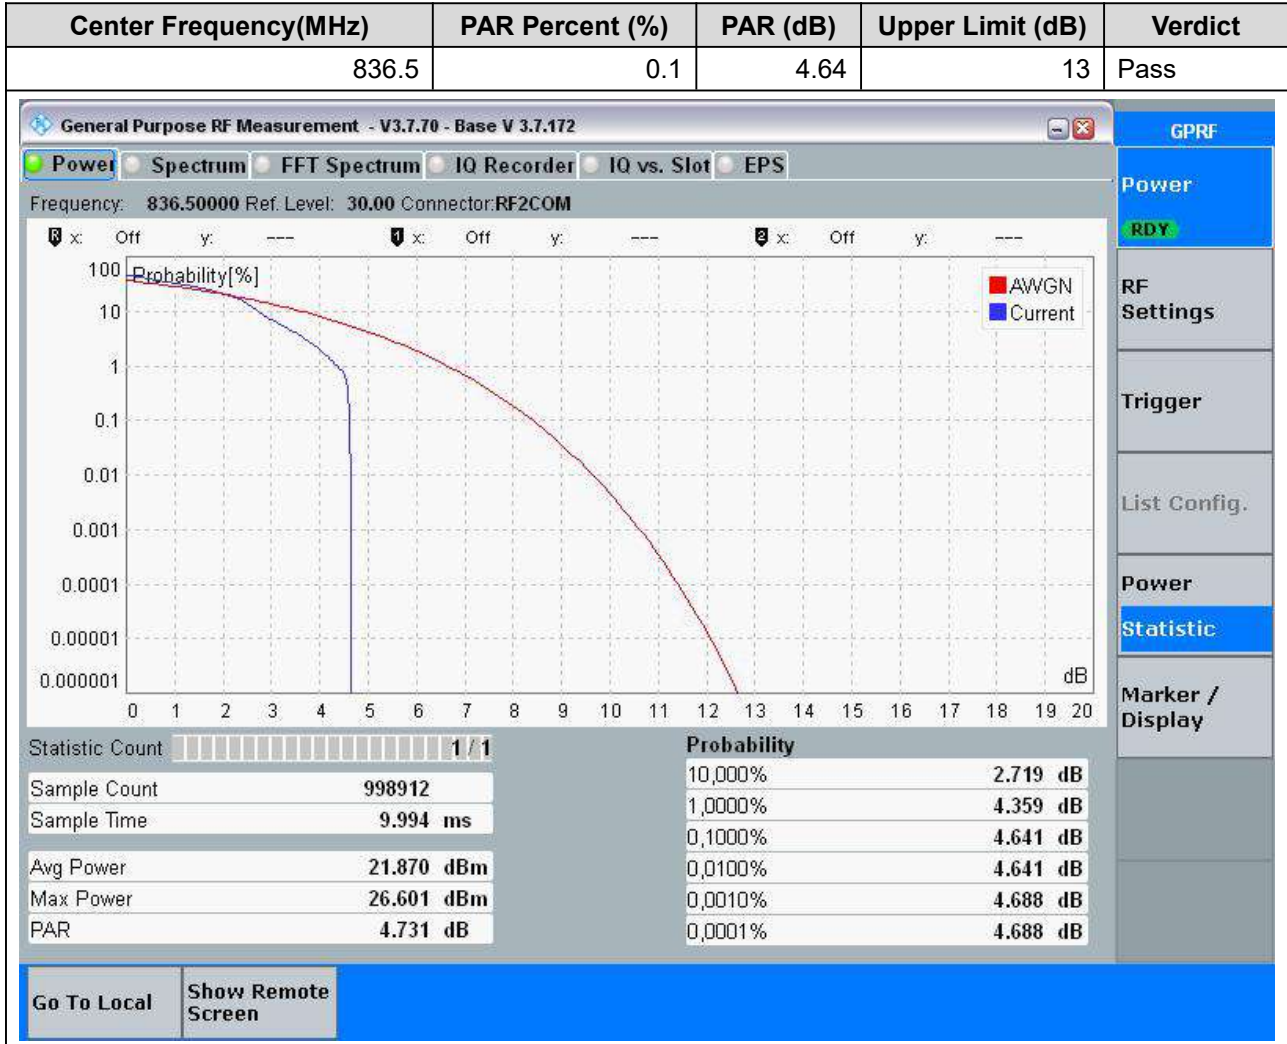 Center Frequency(MHz) PAR Percent (%) PAR (dB) Upper Limit (dB) Verdict
836.5 0.1 4.64 13 Pass
General Purpose RF Measurement - V3.7.70 - Base V 3.7.172
GPRF
Power Spectrum FFT Spectrum IQ Recorder IQ vs. Slot EPS
Power
RDY
Frequency: 836.50000 Ref. Level: 30.00 Connector:RF2COM
R x: Off y: --- 1 x: Off y: --- 2 x: Off y: ---
Probability[%]
AWGN
Current
100
10
1
0.1
0.01
0.001
0.0001
0.00001
0.000001
dB
0 1 2 3 4 5 6 7 8 9 10 11 12 13 14 15 16 17 18 19 20
RF
Settings
Trigger
List Config.
Power
Statistic
Marker /
Display
Statistic Count 1 / 1
Sample Count 998912
Sample Time 9.994 ms
Avg Power 21.870 dBm
Max Power 26.601 dBm
PAR 4.731 dB
Probability
10,000% 2.719 dB
1,0000% 4.359 dB
0,1000% 4.641 dB
0,0100% 4.641 dB
0,0010% 4.688 dB
0,0001% 4.688 dB
Go To Local
Show Remote
Screen